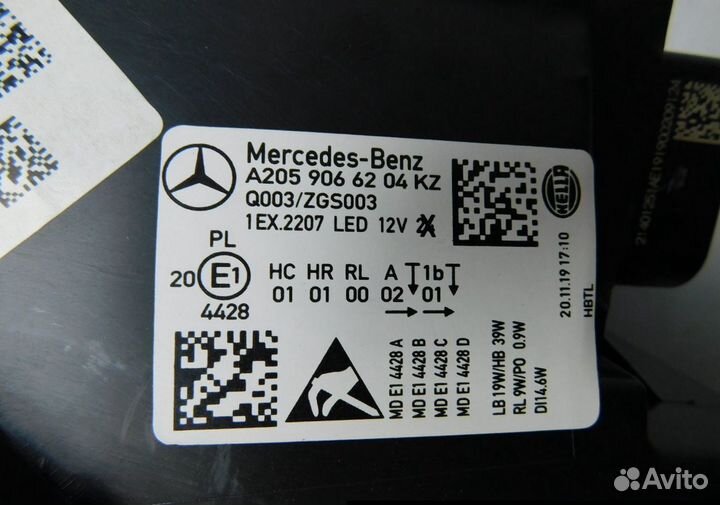 Mercedes-Benz
A205 906 62 04 KZ
Q003/ZGS003
1EX.2207 LED 12V
HELLA
20.11.19 17:10
HBTL
PL
20 E1
4428
HC HR RL A 1b
01 01 00 02 01
MD E1 4428 A
MD E1 4428 B
MD E1 4428 C
MD E1 4428 D
LB 19W/HB 39W
RL 9W/PO 0.9W
DI14.6W
Avito